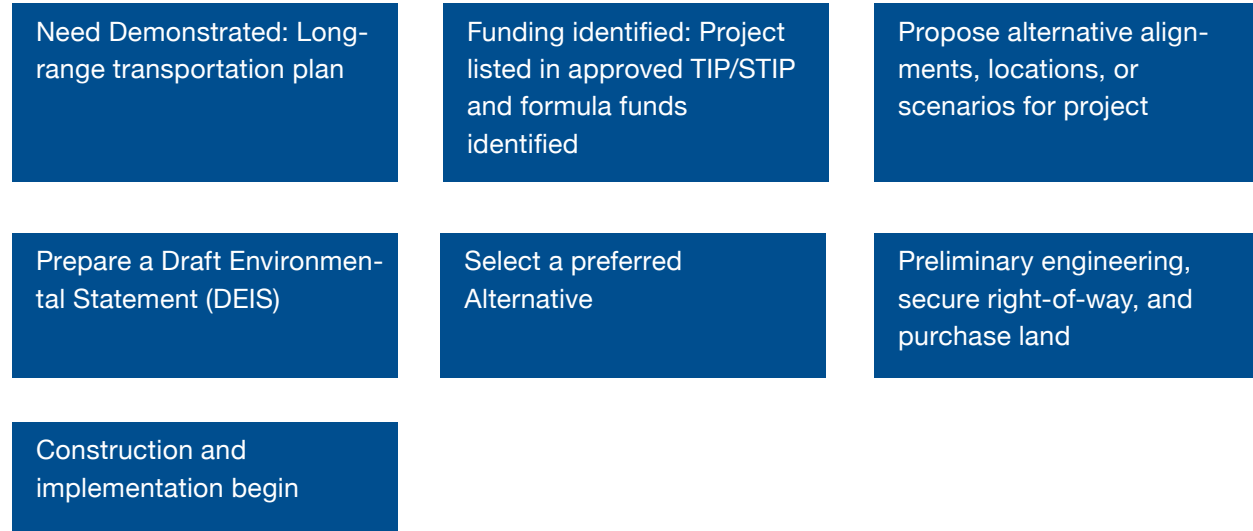 Need Demonstrated: Long-
range transportation plan
Funding identified: Project
listed in approved TIP/STIP
and formula funds
identified
Propose alternative align-
ments, locations, or
scenarios for project
Prepare a Draft Environmen-
tal Statement (DEIS)
Select a preferred
Alternative
Preliminary engineering,
secure right-of-way, and
purchase land
Construction and
implementation begin